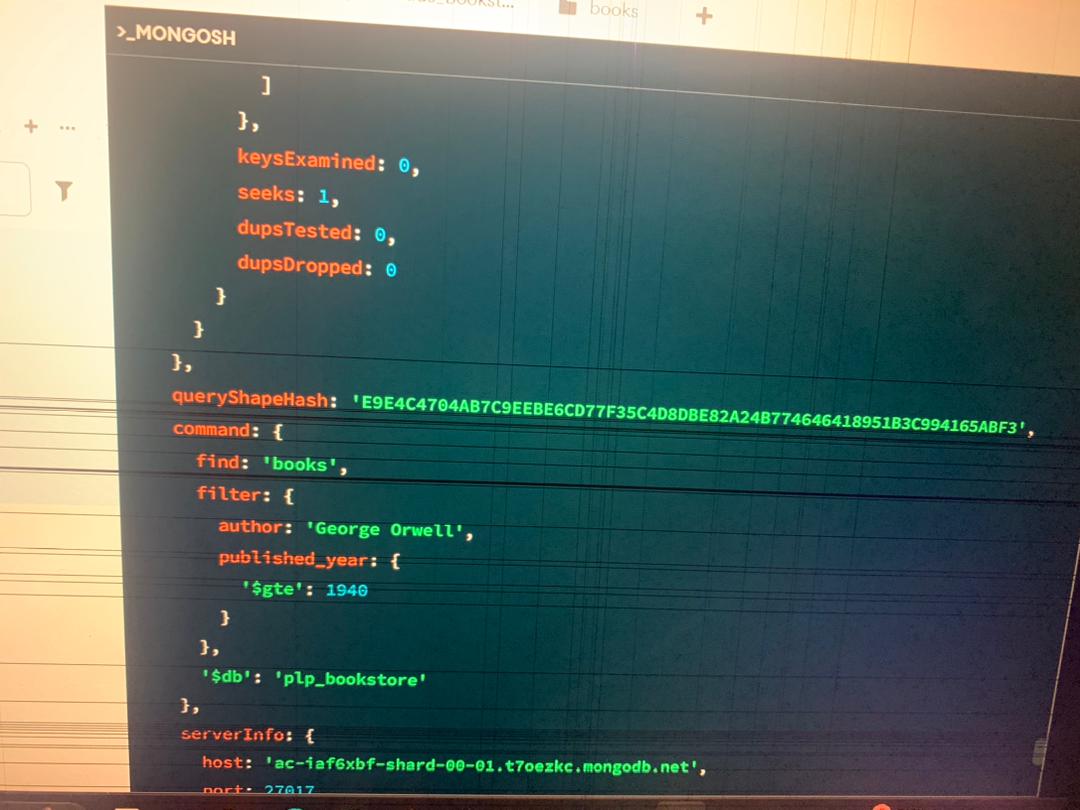 books
>_MONGOSH
]
},
keysExamined: 0,
seeks: 1,
dupsTested: 0,
dupsDropped: 0
}
}
},
queryShapeHash: 'E9E4C4704AB7C9EEBE6CD77F35C4D8DBE82A24B774646418951B3C994165ABF3',
command: {
find: 'books',
filter: {
author: 'George Orwell',
published_year: {
'$gte': 1940
}
},
'$db': 'plp_bookstore'
},
serverInfo: {
host: 'ac-iaf6xbf-shard-00-01.t7oezkc.mongodb.net',
port: 27017